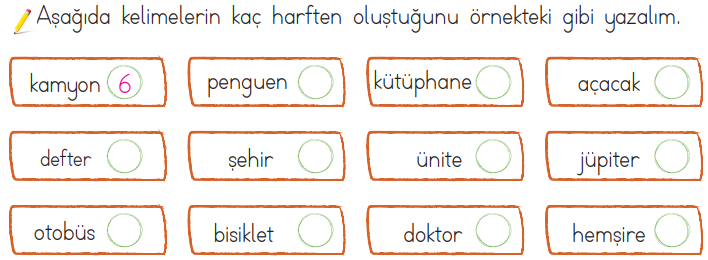 Aşağıda kelimelerin kaç harften oluştuğunu örnekteki gibi yazalım.
kamyon 6 penguen kütüphane açacak
defter şehir ünite jüpiter
otobüs bisiklet doktor hemşire